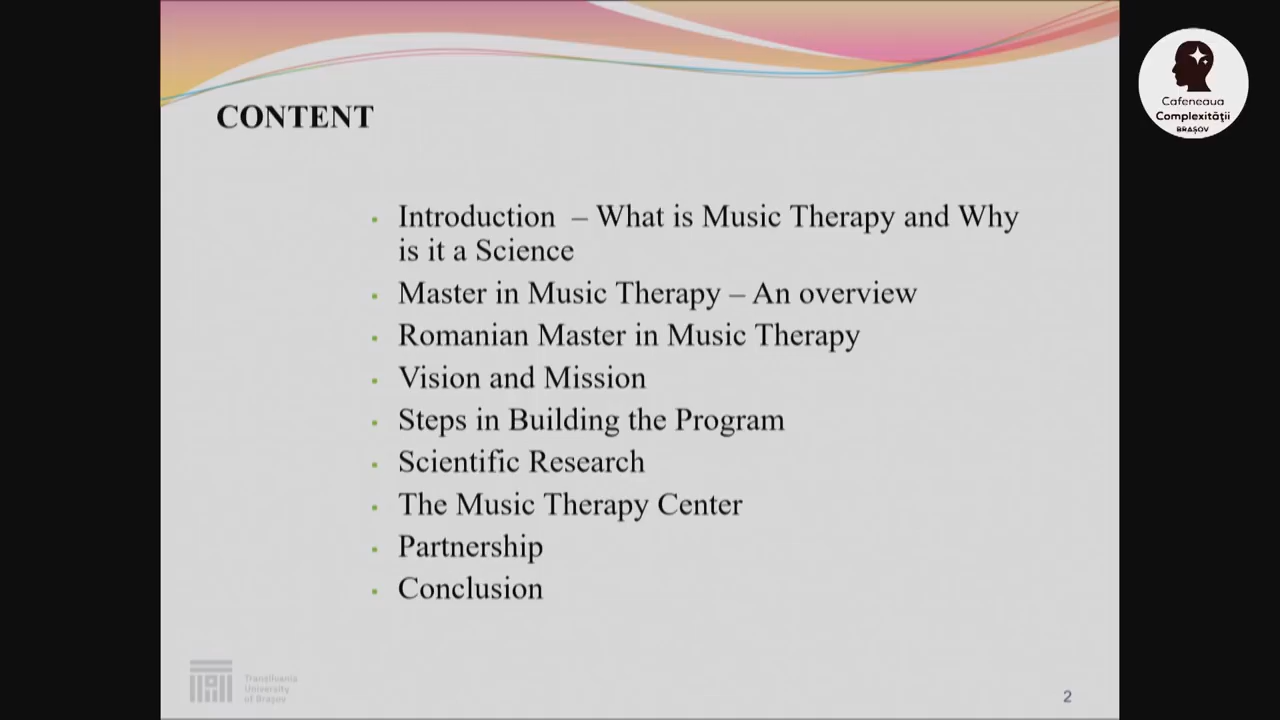 CONTENT
Introduction – What is Music Therapy and Why
is it a Science
Master in Music Therapy – An overview
Romanian Master in Music Therapy
Vision and Mission
Steps in Building the Program
Scientific Research
The Music Therapy Center
Partnership
Conclusion
Transilvania
University
of Brașov
2
Cafeneaua
Complexităţii
BRAȘOV